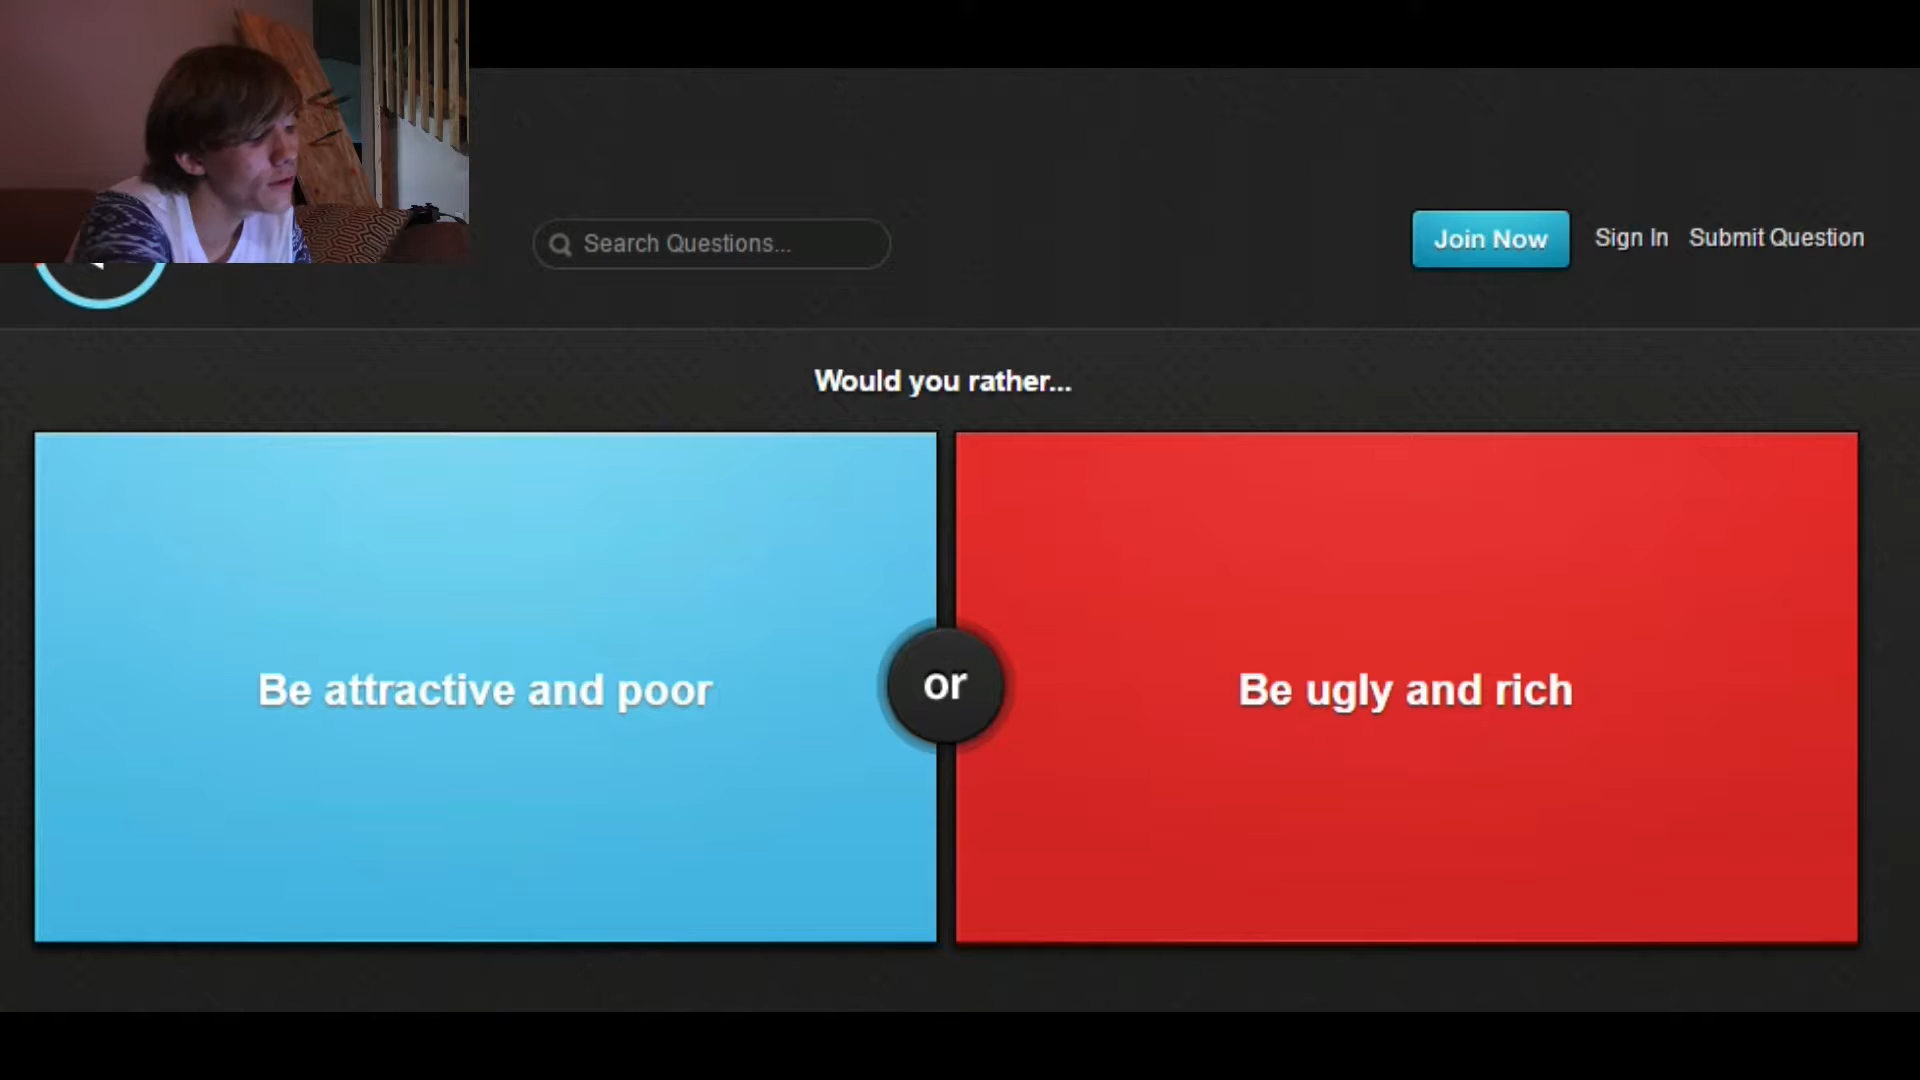 Search Questions...
Join Now
Sign In
Submit Question
Would you rather...
Be attractive and poor
or
Be ugly and rich